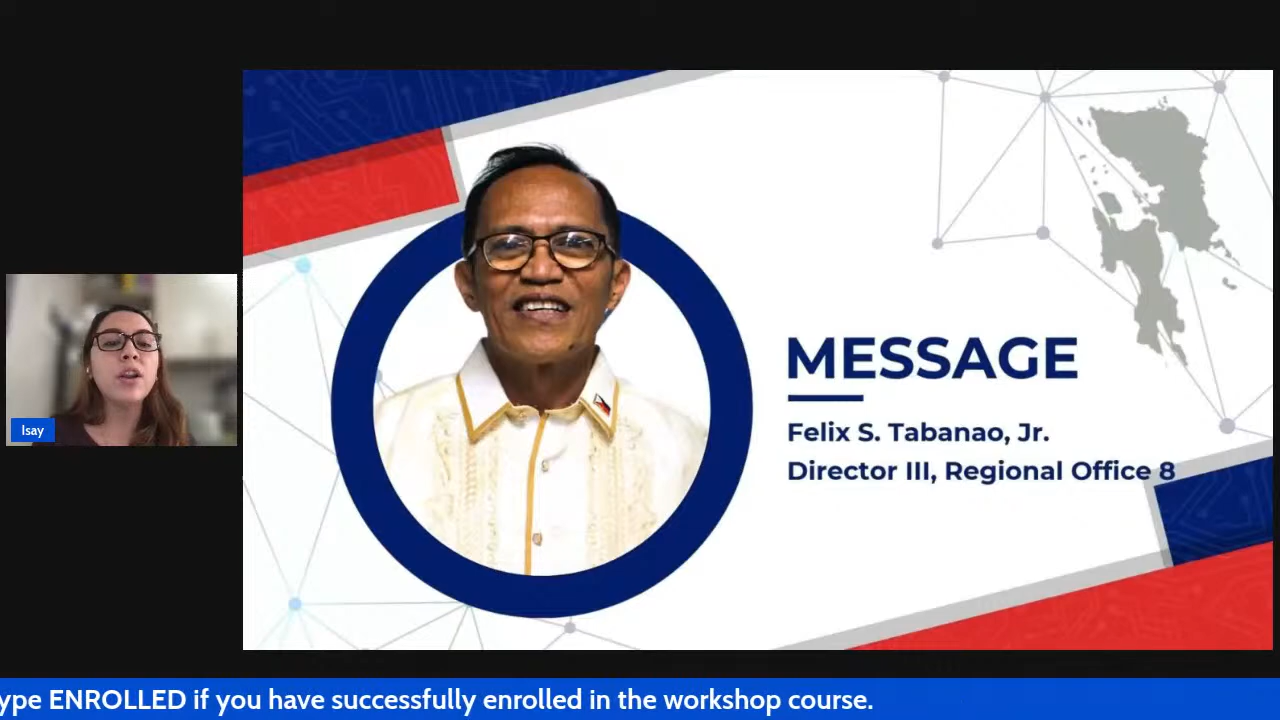 MESSAGE
Felix S. Tabanao, Jr.
Director III, Regional Office 8
Isay
ENROLLED if you have successfully enrolled in the workshop course.